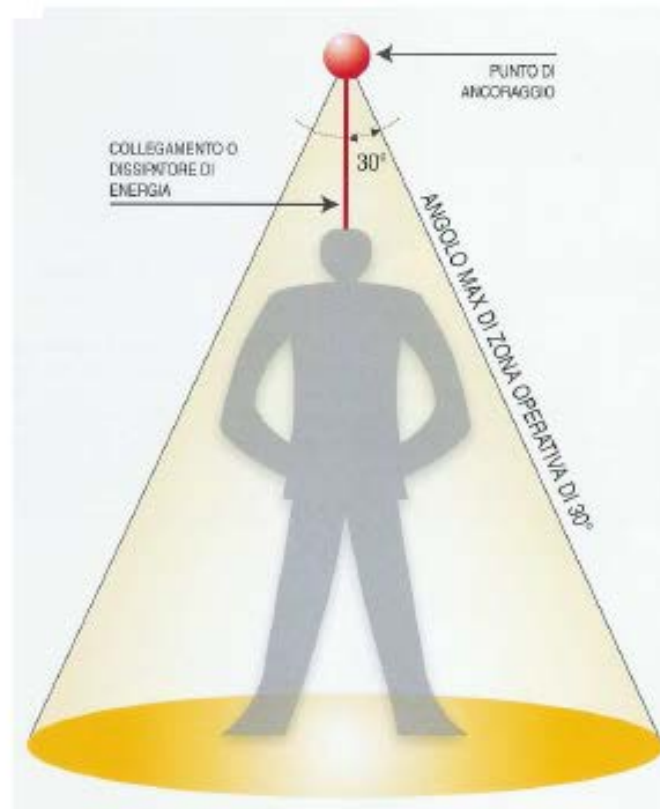 PUNTO DI
ANCORAGGIO
COLLEGAMENTO O
DISSIPATORE DI
ENERGIA
30°
ANGOLO MAX DI ZONA OPERATIVA DI 30°